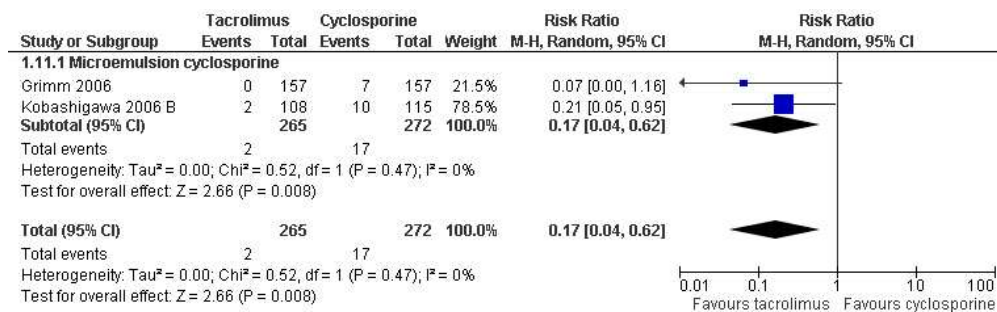 Tacrolimus Cyclosporine Risk Ratio Risk Ratio
Study or Subgroup Events Total Events Total Weight M-H, Random, 95% CI M-H, Random, 95% CI
1.11.1 Microemulsion cyclosporine
Grimm 2006 0 157 7 157 21.5% 0.07 [0.00, 1.16]
Kobashigawa 2006 B 2 108 10 115 78.5% 0.21 [0.05, 0.95]
Subtotal (95% CI) 265 272 100.0% 0.17 [0.04, 0.62]
Total events 2 17
Heterogeneity: Tau² = 0.00; Chi² = 0.52, df = 1 (P = 0.47); I² = 0%
Test for overall effect: Z = 2.66 (P = 0.008)
Total (95% CI) 265 272 100.0% 0.17 [0.04, 0.62]
Total events 2 17
Heterogeneity: Tau² = 0.00; Chi² = 0.52, df = 1 (P = 0.47); I² = 0%
Test for overall effect: Z = 2.66 (P = 0.008)
0.01 0.1 1 10 100
Favours tacrolimus Favours cyclosporine